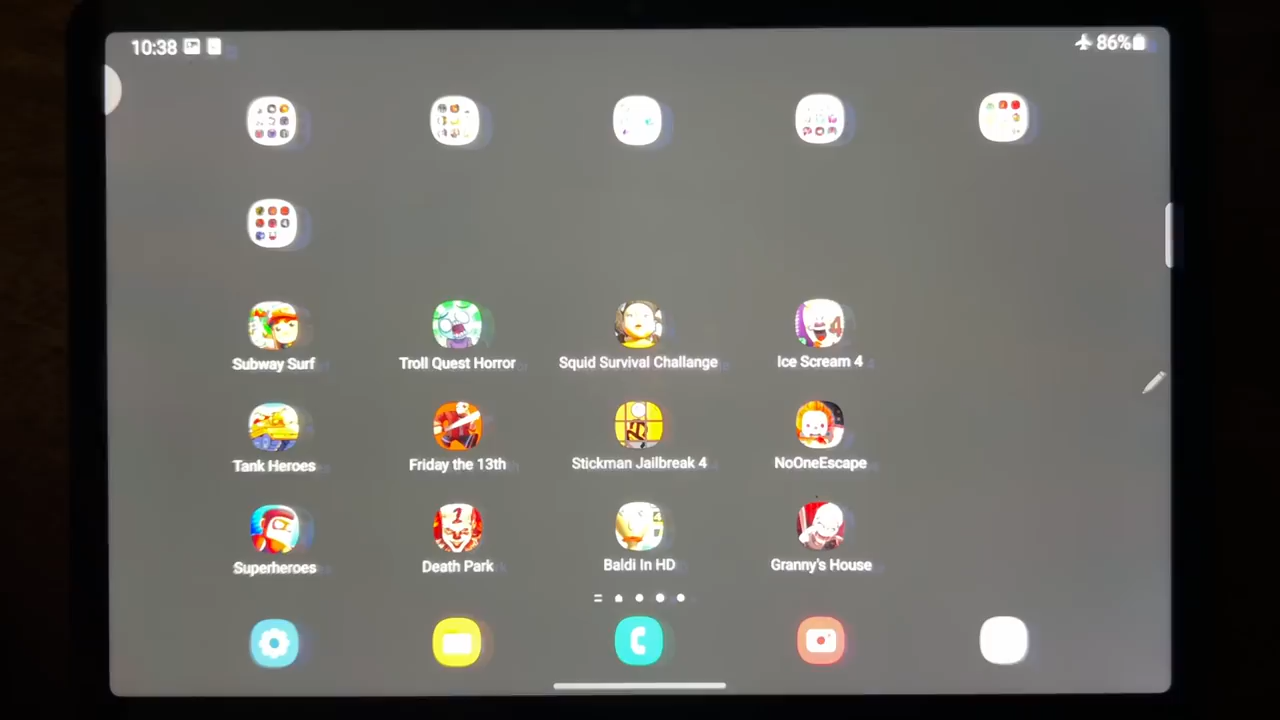 10:38 86%
Subway Surf Troll Quest Horror Squid Survival Challange Ice Scream 4
Tank Heroes Friday the 13th Stickman Jailbreak 4 NoOneEscape
Superheroes Death Park Baldi In HD Granny's House